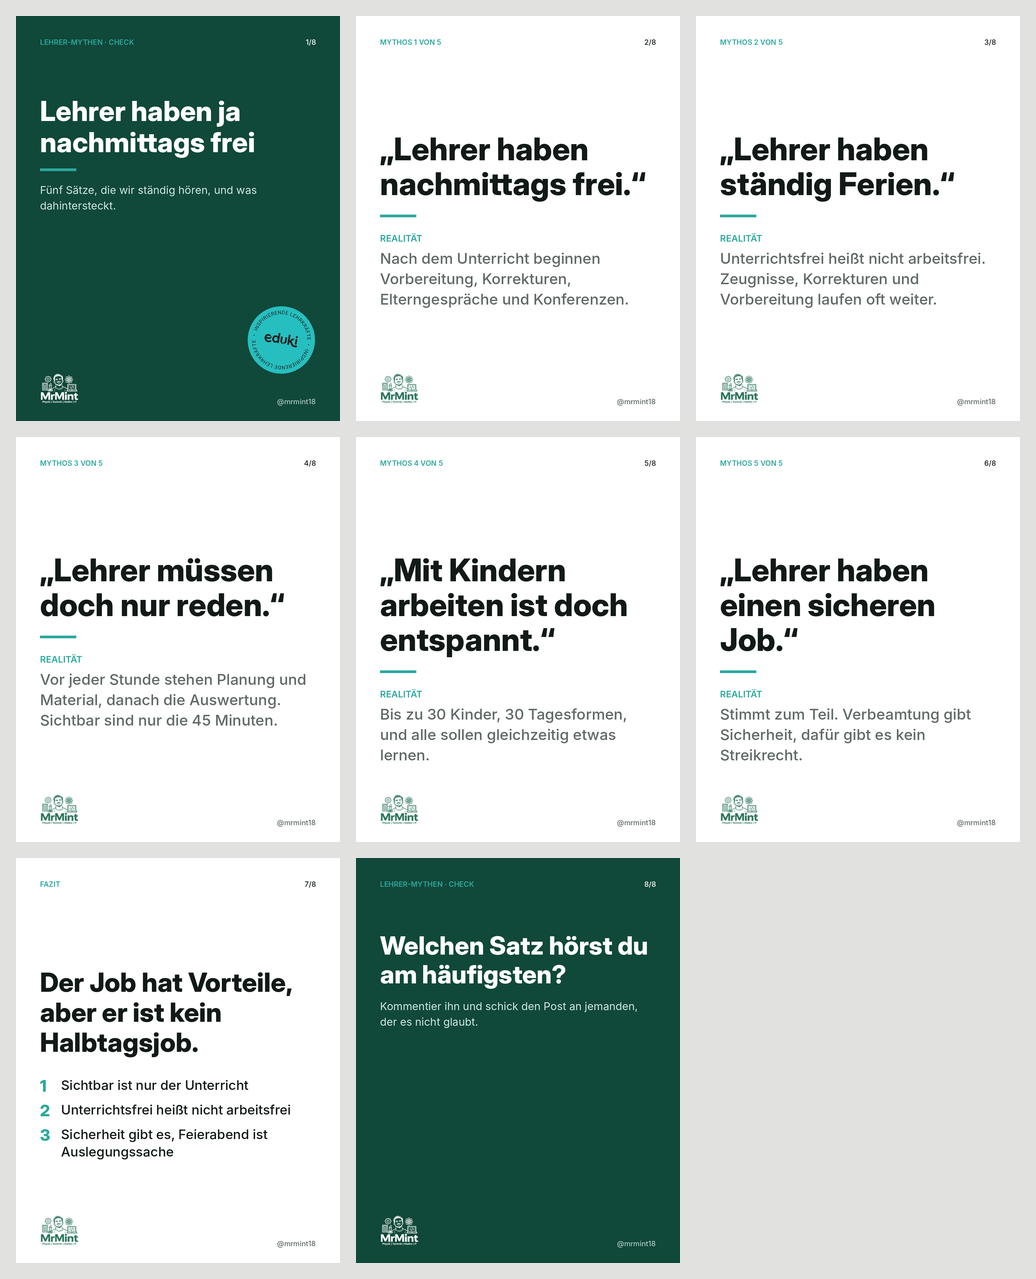 LEHRER-MYTHEN · CHECK
1/8
Lehrer haben ja
nachmittags frei
Fünf Sätze, die wir ständig hören, und was
dahintersteckt.
INSPIRIERENDE LEHRKRÄFTE • INSPIRIERENDE LEHRKRÄFTE •
eduki
MrMint
@mrmint18
MYTHOS 1 VON 5
2/8
„Lehrer haben
nachmittags frei.“
REALITÄT
Nach dem Unterricht beginnen
Vorbereitung, Korrekturen,
Elterngespräche und Konferenzen.
MrMint
@mrmint18
MYTHOS 2 VON 5
3/8
„Lehrer haben
ständig Ferien.“
REALITÄT
Unterrichtsfrei heißt nicht arbeitsfrei.
Zeugnisse, Korrekturen und
Vorbereitung laufen oft weiter.
MrMint
@mrmint18
MYTHOS 3 VON 5
4/8
„Lehrer müssen
doch nur reden.“
REALITÄT
Vor jeder Stunde stehen Planung und
Material, danach die Auswertung.
Sichtbar sind nur die 45 Minuten.
MrMint
@mrmint18
MYTHOS 4 VON 5
5/8
„Mit Kindern
arbeiten ist doch
entspannt.“
REALITÄT
Bis zu 30 Kinder, 30 Tagesformen,
und alle sollen gleichzeitig etwas
lernen.
MrMint
@mrmint18
MYTHOS 5 VON 5
6/8
„Lehrer haben
einen sicheren
Job.“
REALITÄT
Stimmt zum Teil. Verbeamtung gibt
Sicherheit, dafür gibt es kein
Streikrecht.
MrMint
@mrmint18
FAZIT
7/8
Der Job hat Vorteile,
aber er ist kein
Halbtagsjob.
1 Sichtbar ist nur der Unterricht
2 Unterrichtsfrei heißt nicht arbeitsfrei
3 Sicherheit gibt es, Feierabend ist
Auslegungssache
MrMint
@mrmint18
LEHRER-MYTHEN · CHECK
8/8
Welchen Satz hörst du
am häufigsten?
Kommentier ihn und schick den Post an jemanden,
der es nicht glaubt.
MrMint
@mrmint18